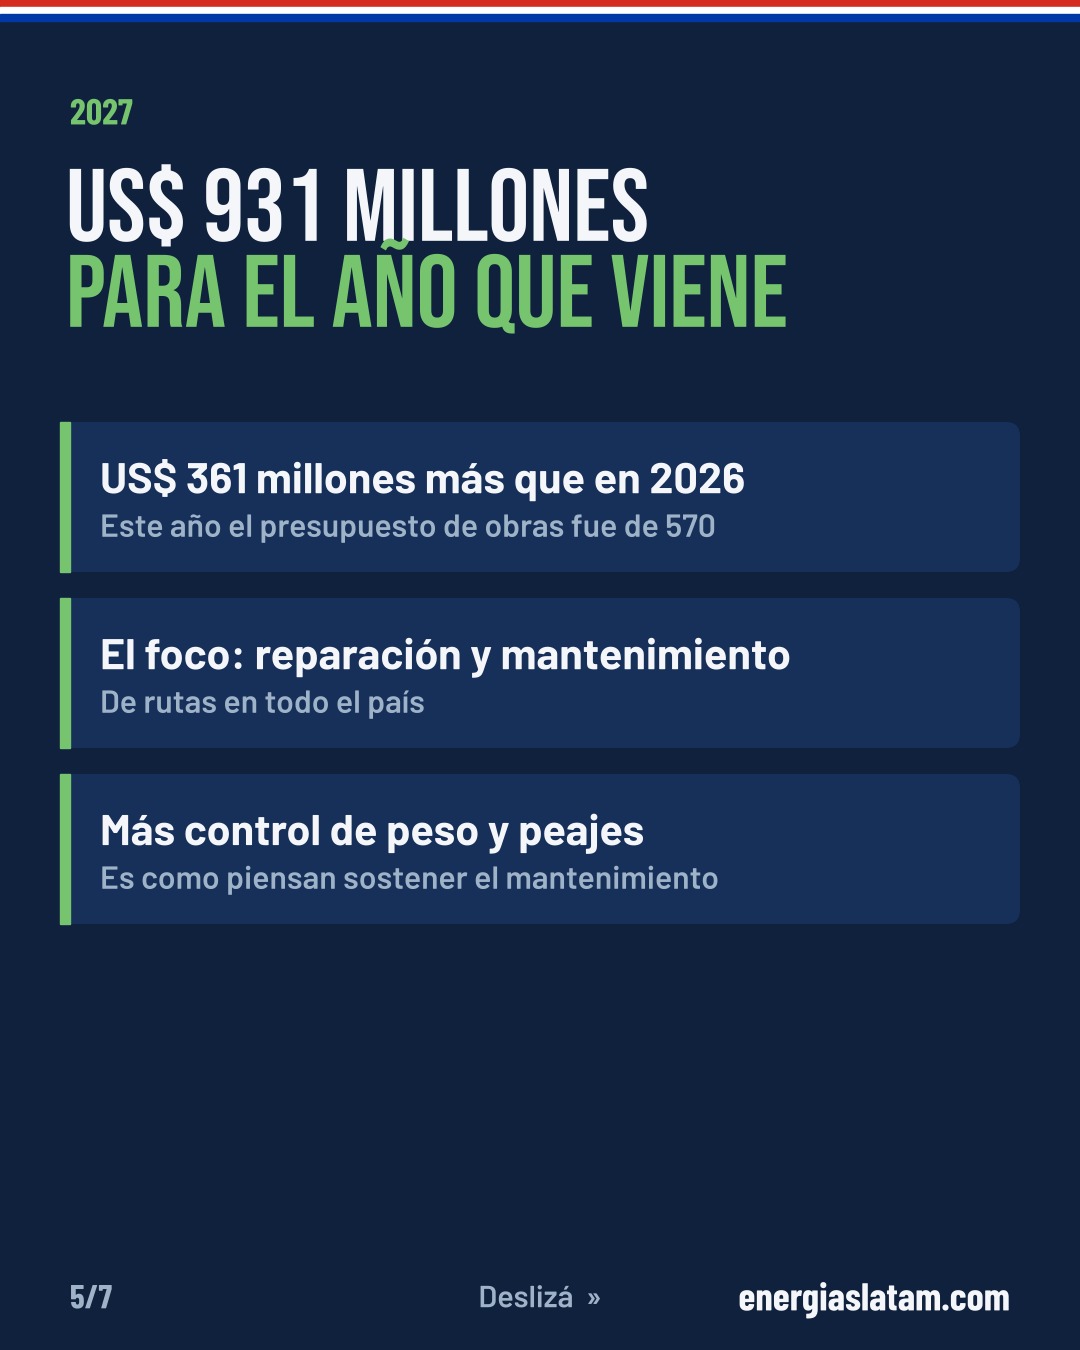 2027
US$ 931 MILLONES
PARA EL AÑO QUE VIENE
US$ 361 millones más que en 2026
Este año el presupuesto de obras fue de 570
El foco: reparación y mantenimiento
De rutas en todo el país
Más control de peso y peajes
Es como piensan sostener el mantenimiento
5/7
Deslizá »
energiaslatam.com